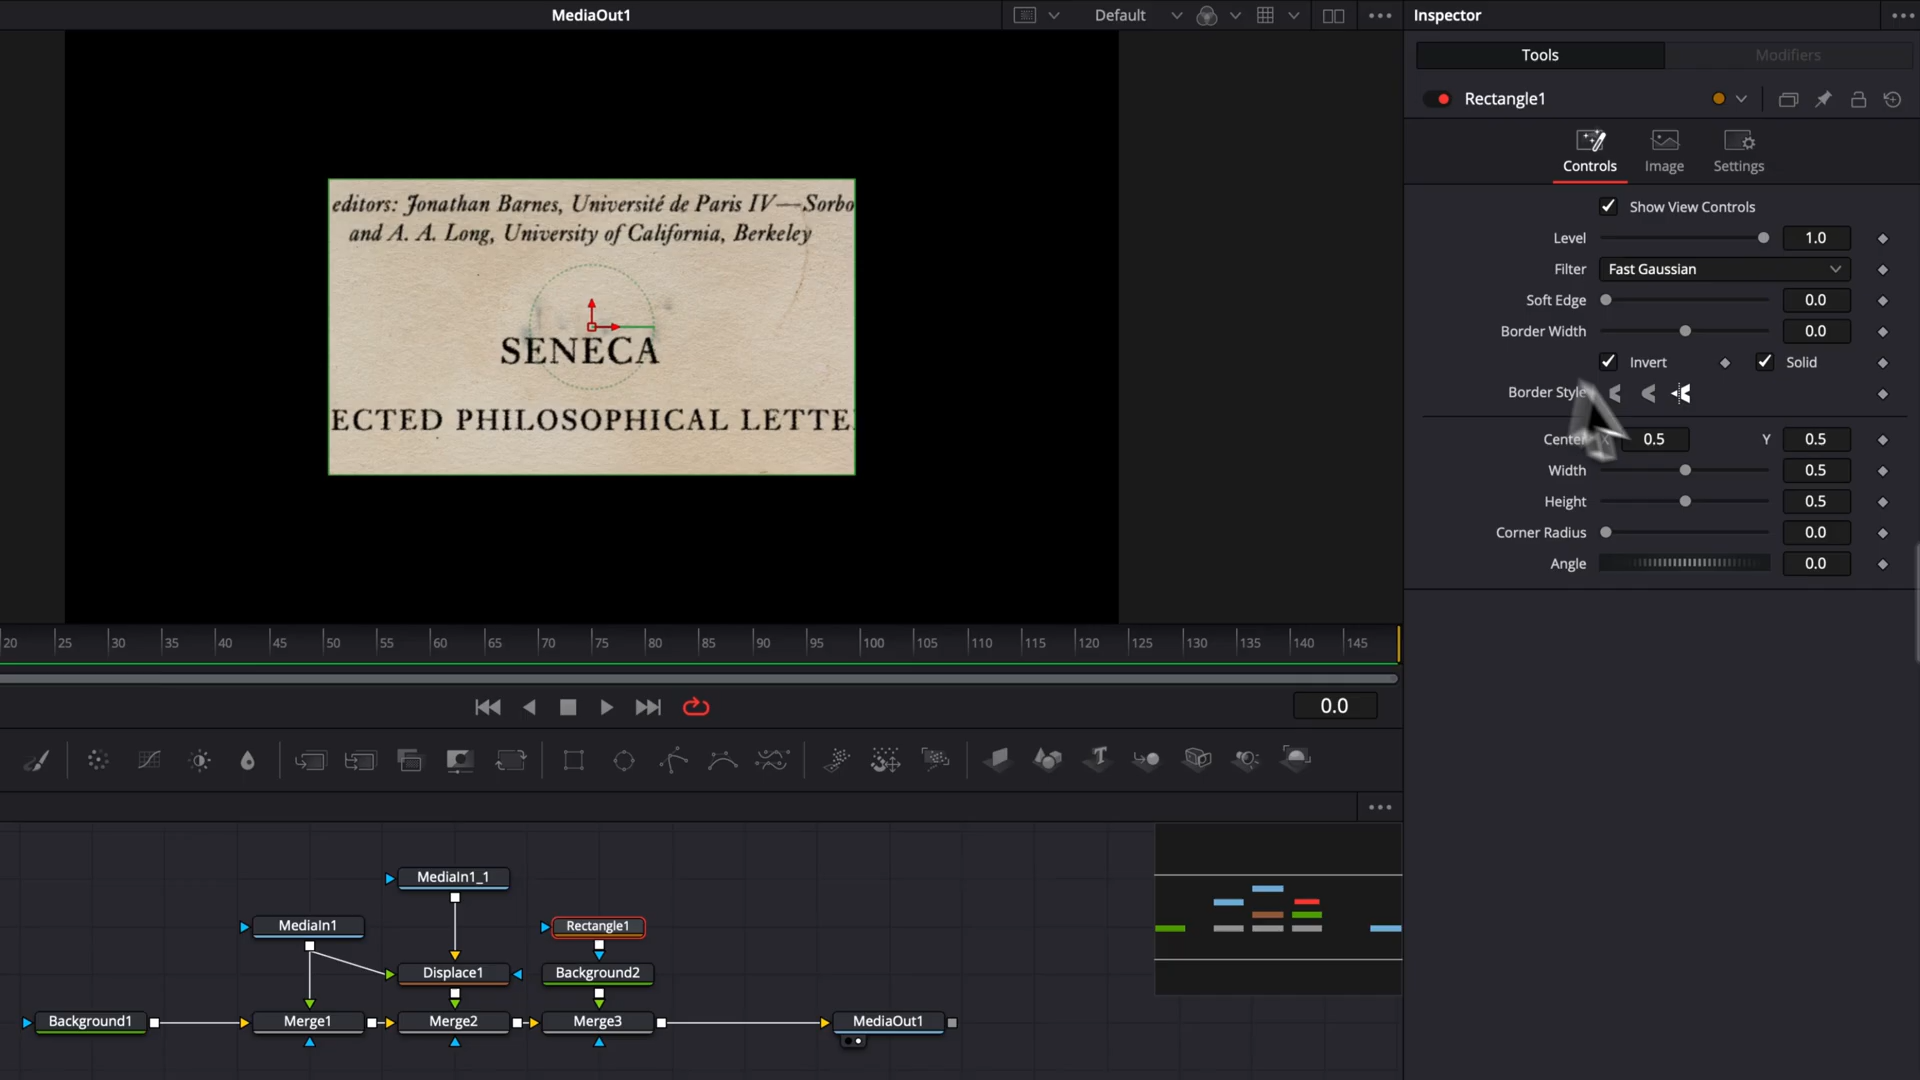 MediaOut1
Default
Inspector
Tools
Modifiers
Rectangle1
Controls
Image
Settings
Show View Controls
Level 1.0
Filter Fast Gaussian
Soft Edge 0.0
Border Width 0.0
Invert Solid
Border Style
Center X 0.5 Y 0.5
Width 0.5
Height 0.5
Corner Radius 0.0
Angle 0.0
editors: Jonathan Barnes, Université de Paris IV—Sorbo
and A. A. Long, University of California, Berkeley
SENECA
ECTED PHILOSOPHICAL LETTE
20 25 30 35 40 45 50 55 60 65 70 75 80 85 90 95 100 105 110 115 120 125 130 135 140 145
0.0
T
MediaIn1_1
MediaIn1
Rectangle1
Displace1
Background2
Background1
Merge1
Merge2
Merge3
MediaOut1